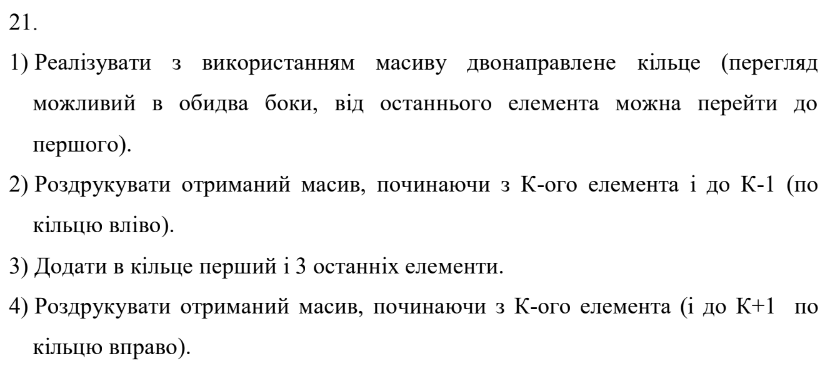 21.
1) Реалізувати з використанням масиву двонаправлене кільце (перегляд
можливий в обидва боки, від останнього елемента можна перейти до
першого).
2) Роздрукувати отриманий масив, починаючи з К-ого елемента і до К-1 (по
кільцю вліво).
3) Додати в кільце перший і 3 останніх елементи.
4) Роздрукувати отриманий масив, починаючи з К-ого елемента (і до К+1 по
кільцю вправо).